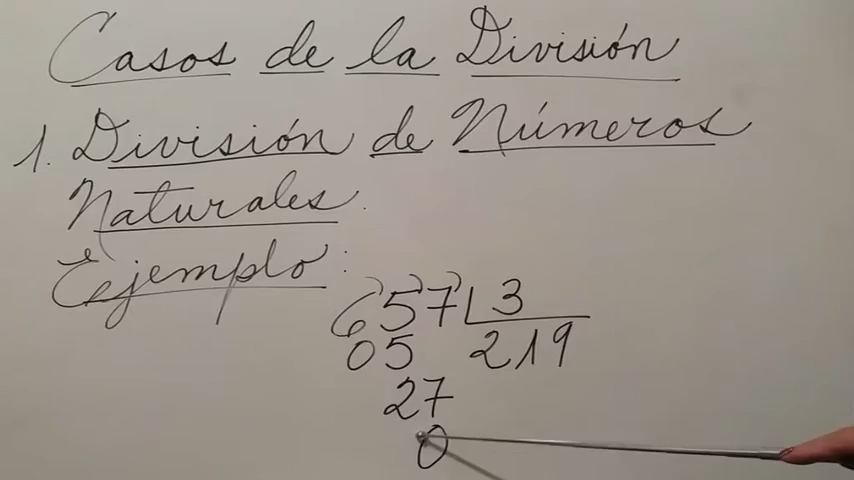 Casos de la División
1. División de Números
Naturales.
Ejemplo:
657 3
05 219
27
0